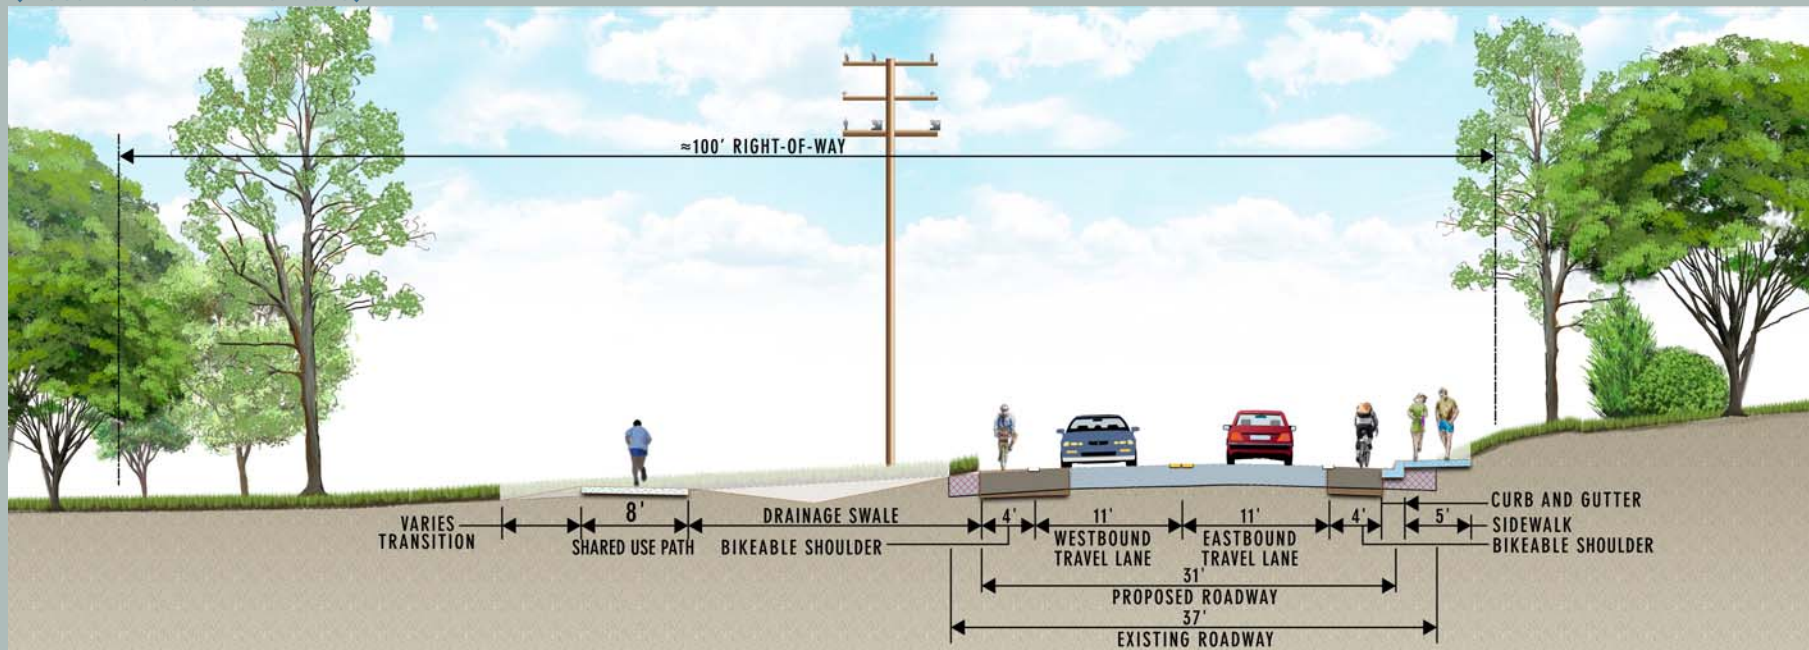 ≈100' RIGHT-OF-WAY
VARIES
TRANSITION
8'
SHARED USE PATH
DRAINAGE SWALE
BIKEABLE SHOULDER
4'
11'
WESTBOUND
TRAVEL LANE
11'
EASTBOUND
TRAVEL LANE
4'
5'
CURB AND GUTTER
SIDEWALK
BIKEABLE SHOULDER
31'
PROPOSED ROADWAY
37'
EXISTING ROADWAY